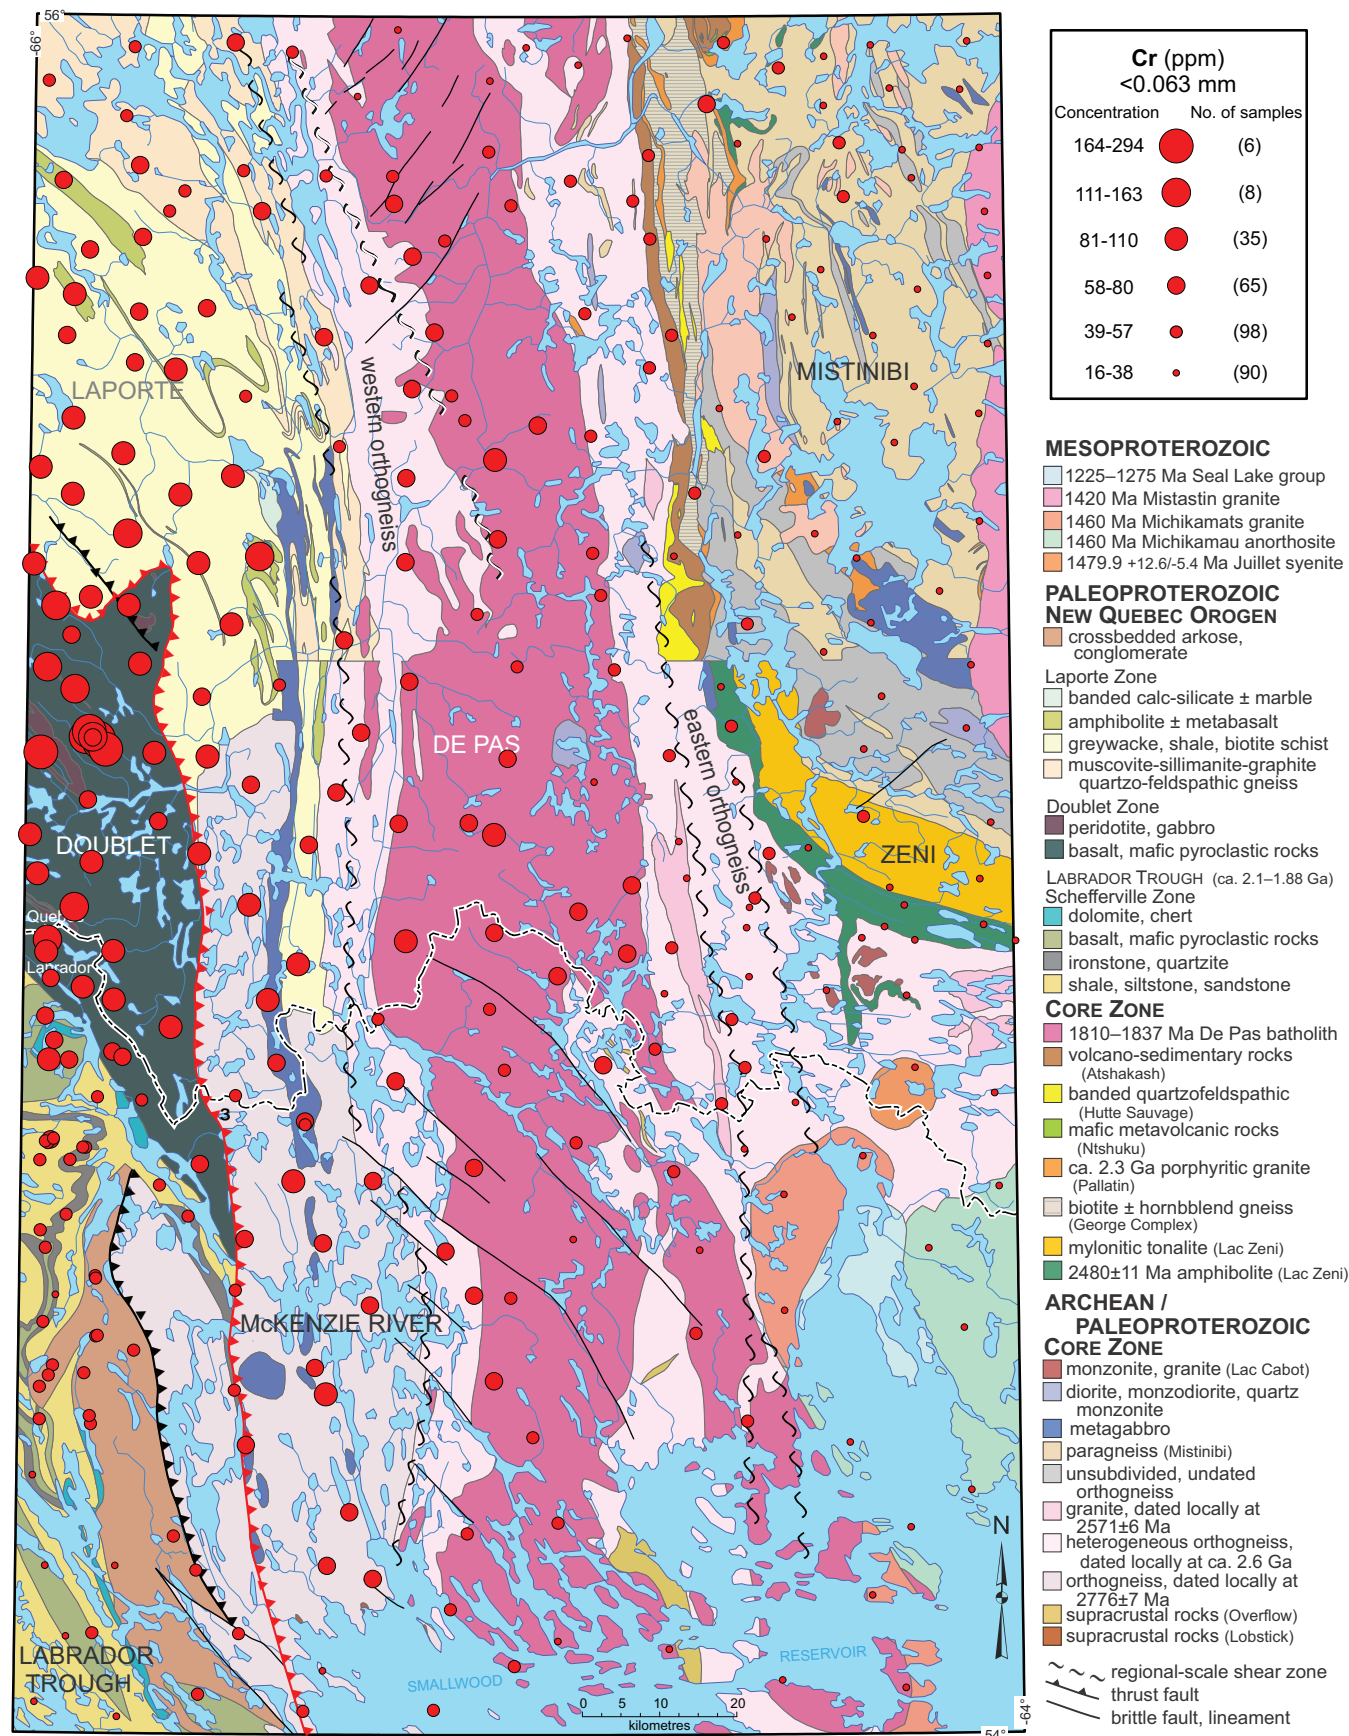 56°
-66°
LAPORTE
western orthogneiss
MISTINIBI
DE PAS
eastern orthogneiss
ZENI
DOUBLET
Labrador
3
McKENZIE RIVER
LABRADOR
TROUGH
SMALLWOOD
RESERVOIR
0 5 10 20
kilometres
N
-64°
54°
Cr (ppm)
<0.063 mm
Concentration No. of samples
164-294 (6)
111-163 (8)
81-110 (35)
58-80 (65)
39-57 (98)
16-38 (90)
MESOPROTEROZOIC
1225–1275 Ma Seal Lake group
1420 Ma Mistastin granite
1460 Ma Michikamats granite
1460 Ma Michikamau anorthosite
1479.9 +12.6/-5.4 Ma Juillet syenite
PALEOPROTEROZOIC
NEW QUEBEC OROGEN
crossbedded arkose,
conglomerate
Laporte Zone
banded calc-silicate ± marble
amphibolite ± metabasalt
greywacke, shale, biotite schist
muscovite-sillimanite-graphite
quartzo-feldspathic gneiss
Doublet Zone
peridotite, gabbro
basalt, mafic pyroclastic rocks
LABRADOR TROUGH (ca. 2.1–1.88 Ga)
Schefferville Zone
dolomite, chert
basalt, mafic pyroclastic rocks
ironstone, quartzite
shale, siltstone, sandstone
CORE ZONE
1810–1837 Ma De Pas batholith
volcano-sedimentary rocks
(Atshakash)
banded quartzofeldspathic
(Hutte Sauvage)
mafic metavolcanic rocks
(Ntshuku)
ca. 2.3 Ga porphyritic granite
(Pallatin)
biotite ± hornbblend gneiss
(George Complex)
mylonitic tonalite (Lac Zeni)
2480±11 Ma amphibolite (Lac Zeni)
ARCHEAN /
PALEOPROTEROZOIC
CORE ZONE
monzonite, granite (Lac Cabot)
diorite, monzodiorite, quartz
monzonite
metagabbro
paragneiss (Mistinibi)
unsubdivided, undated
orthogneiss
granite, dated locally at
2571±6 Ma
heterogeneous orthogneiss,
dated locally at ca. 2.6 Ga
orthogneiss, dated locally at
2776±7 Ma
supracrustal rocks (Overflow)
supracrustal rocks (Lobstick)
regional-scale shear zone
thrust fault
brittle fault, lineament